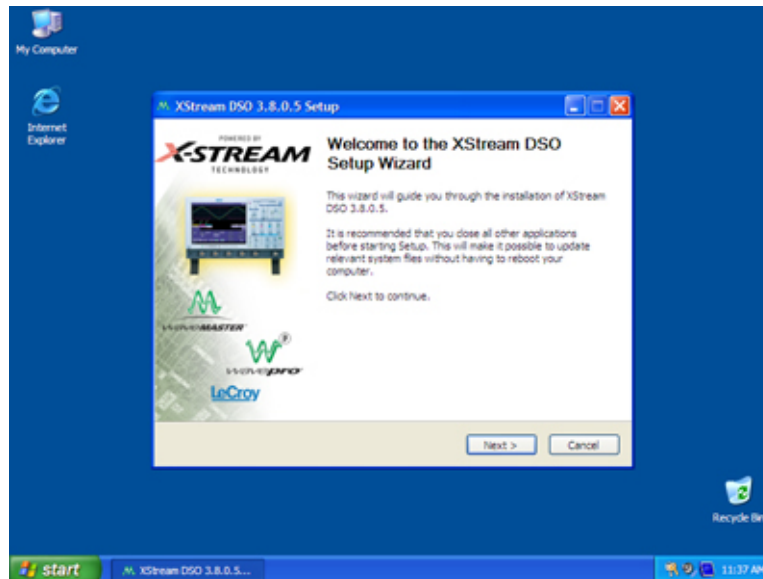 My Computer
Internet
Explorer
XStream DSO 3.8.0.5 Setup
POWERED BY
X-STREAM
TECHNOLOGY
Welcome to the XStream DSO
Setup Wizard
This wizard will guide you through the installation of XStream
DSO 3.8.0.5.
It is recommended that you close all other applications
before starting Setup. This will make it possible to update
relevant system files without having to reboot your
computer.
Click Next to continue.
WAVEMASTER
wavepro
LeCroy
Next >
Cancel
Recycle Bin
start
XStream DSO 3.8.0.5...
11:37 AM